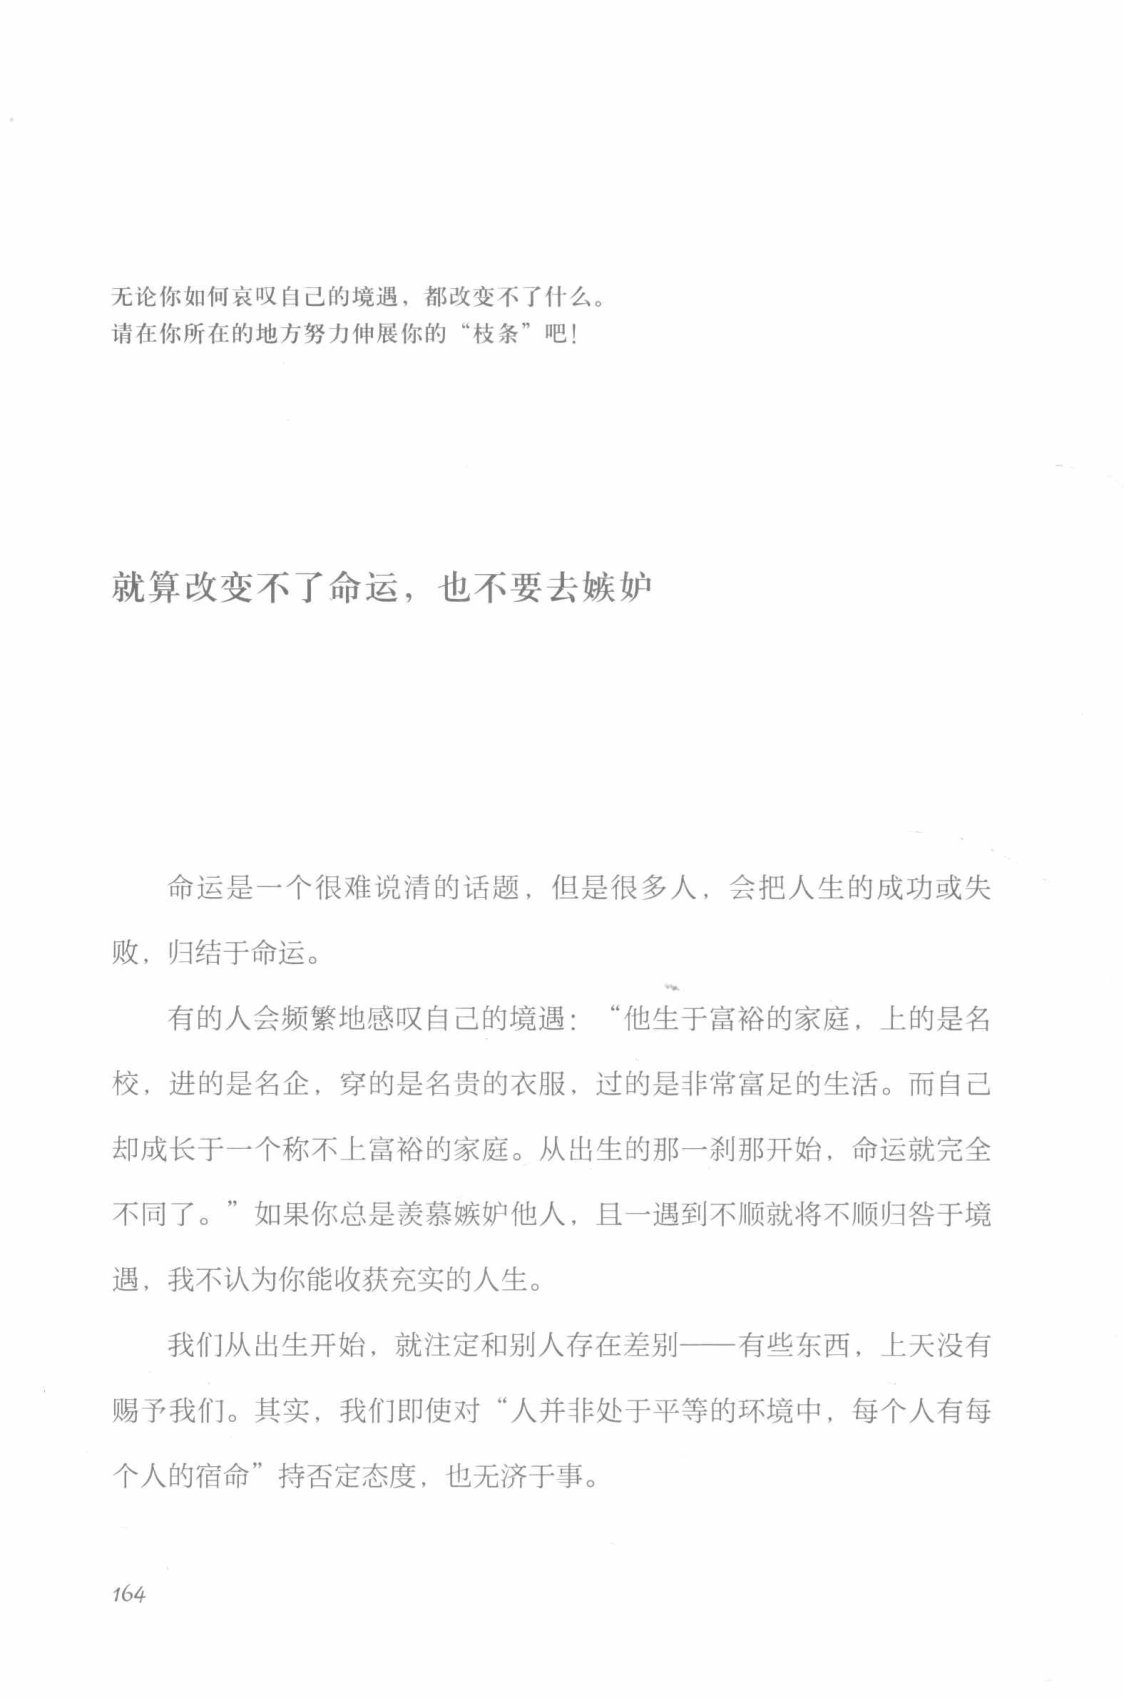 无论你如何哀叹自己的境遇，都改变不了什么。
请在你所在的地方努力伸展你的“枝条”吧！
就算改变不了命运，也不要去嫉妒
命运是一个很难说清的话题，但是很多人，会把人生的成功或失
败，归结于命运。
有的人会频繁地感叹自己的境遇：“他生于富裕的家庭，上的是名
校，进的是名企，穿的是名贵的衣服，过的是非常富足的生活。而自己
却成长于一个称不上富裕的家庭。从出生的那一刹那开始，命运就完全
不同了。”如果你总是羡慕嫉妒他人，且一遇到不顺就将不顺归咎于境
遇，我不认为你能收获充实的人生。
我们从出生开始，就注定和别人存在差别——有些东西，上天没有
赐予我们。其实，我们即使对“人并非处于平等的环境中，每个人有每
个人的宿命”持否定态度，也无济于事。
164